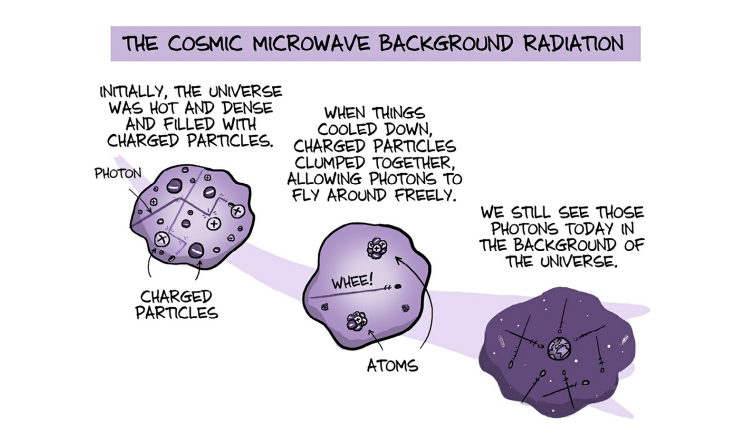 THE COSMIC MICROWAVE BACKGROUND RADIATION
INITIALLY, THE UNIVERSE
WAS HOT AND DENSE
AND FILLED WITH
CHARGED PARTICLES.
PHOTON
CHARGED
PARTICLES
WHEN THINGS
COOLED DOWN,
CHARGED PARTICLES
CLUMPED TOGETHER,
ALLOWING PHOTONS TO
FLY AROUND FREELY.
WHEE!
ATOMS
WE STILL SEE THOSE
PHOTONS TODAY IN
THE BACKGROUND OF
THE UNIVERSE.